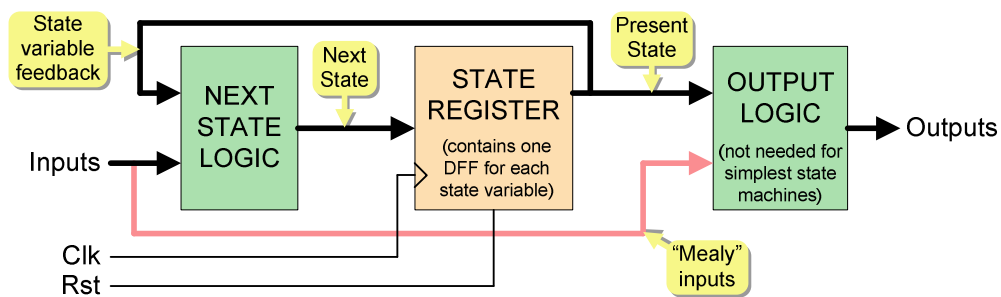 State
variable
feedback
NEXT
STATE
LOGIC
Next
State
STATE
REGISTER
(contains one
DFF for each
state variable)
Present
State
OUTPUT
LOGIC
(not needed for
simplest state
machines)
Outputs
Inputs
Clk
Rst
“Mealy”
inputs